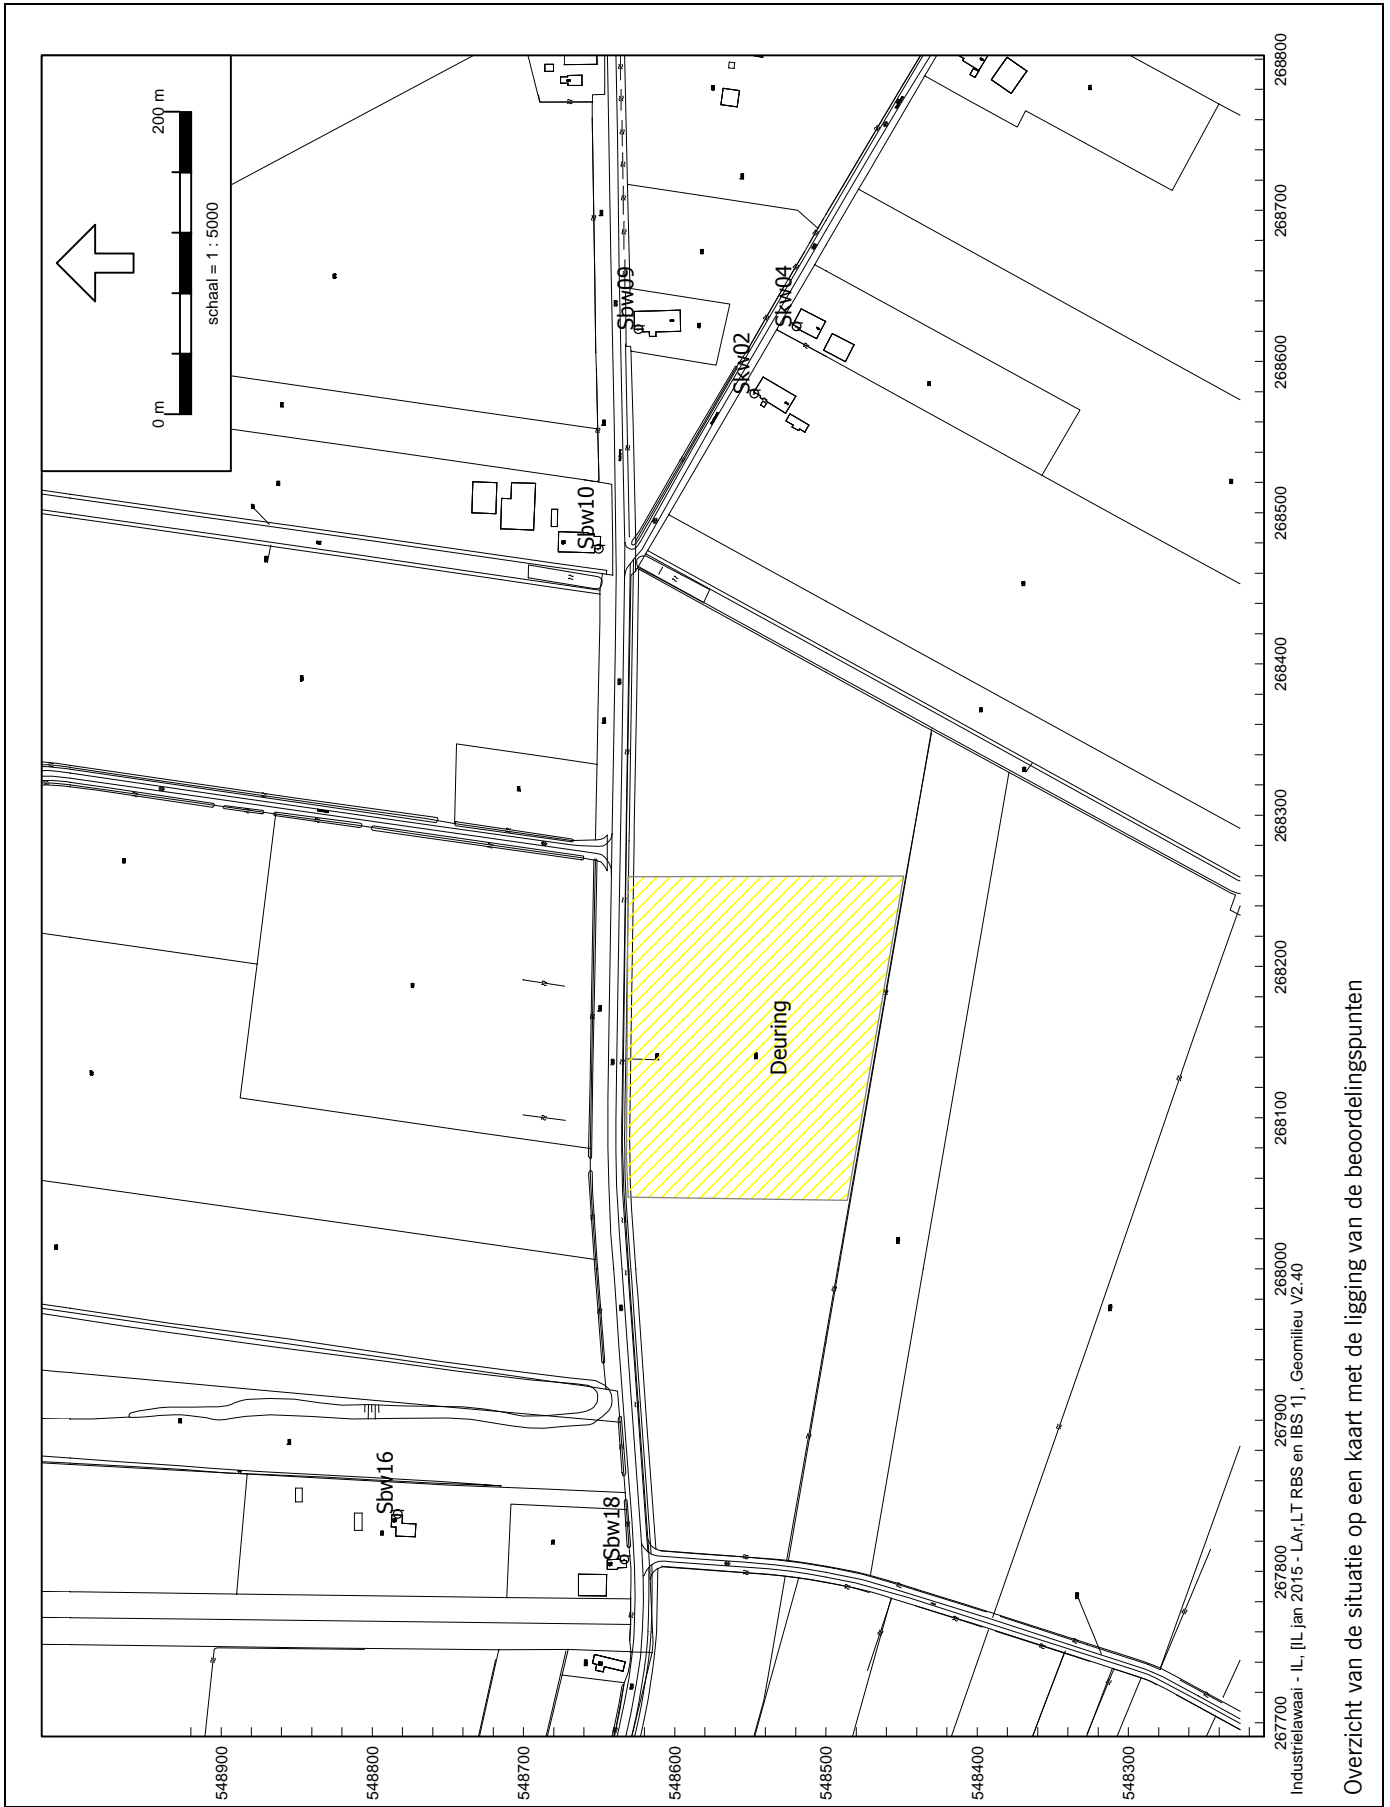 0 m
200 m
schaal = 1 : 5000
Sbw09
Skw04
Skw02
Sbw10
Deuring
Sbw16
Sbw18
548900
548800
548700
548600
548500
548400
548300
267700
267800
267900
268000
268100
268200
268300
268400
268500
268600
268700
268800
Industrielawaai - IL, [IL jan 2015 - LAr,LT RBS en IBS 1] , Geomilieu V2.40
Overzicht van de situatie op een kaart met de ligging van de beoordelingspunten